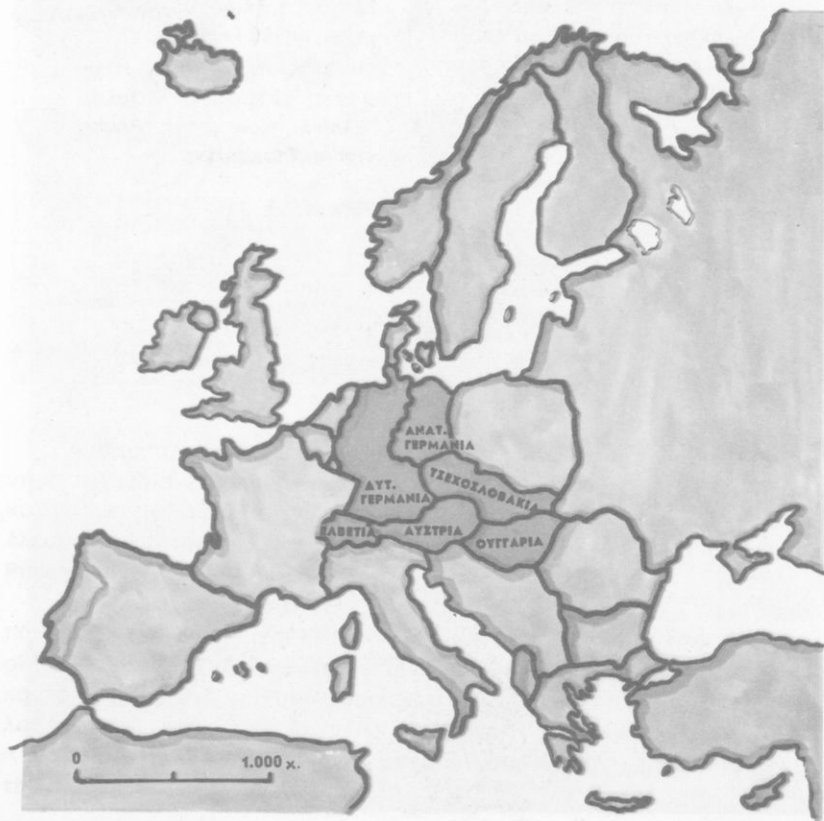 ΑΝΑΤ.
ΓΕΡΜΑΝΙΑ
ΤΣΕΧΟΣΛΟΒΑΚΙΑ
ΔΥΤ.
ΓΕΡΜΑΝΙΑ
ΕΛΒΕΤΙΑ
ΑΥΣΤΡΙΑ
ΟΥΓΓΑΡΙΑ
0
1.000 χ.